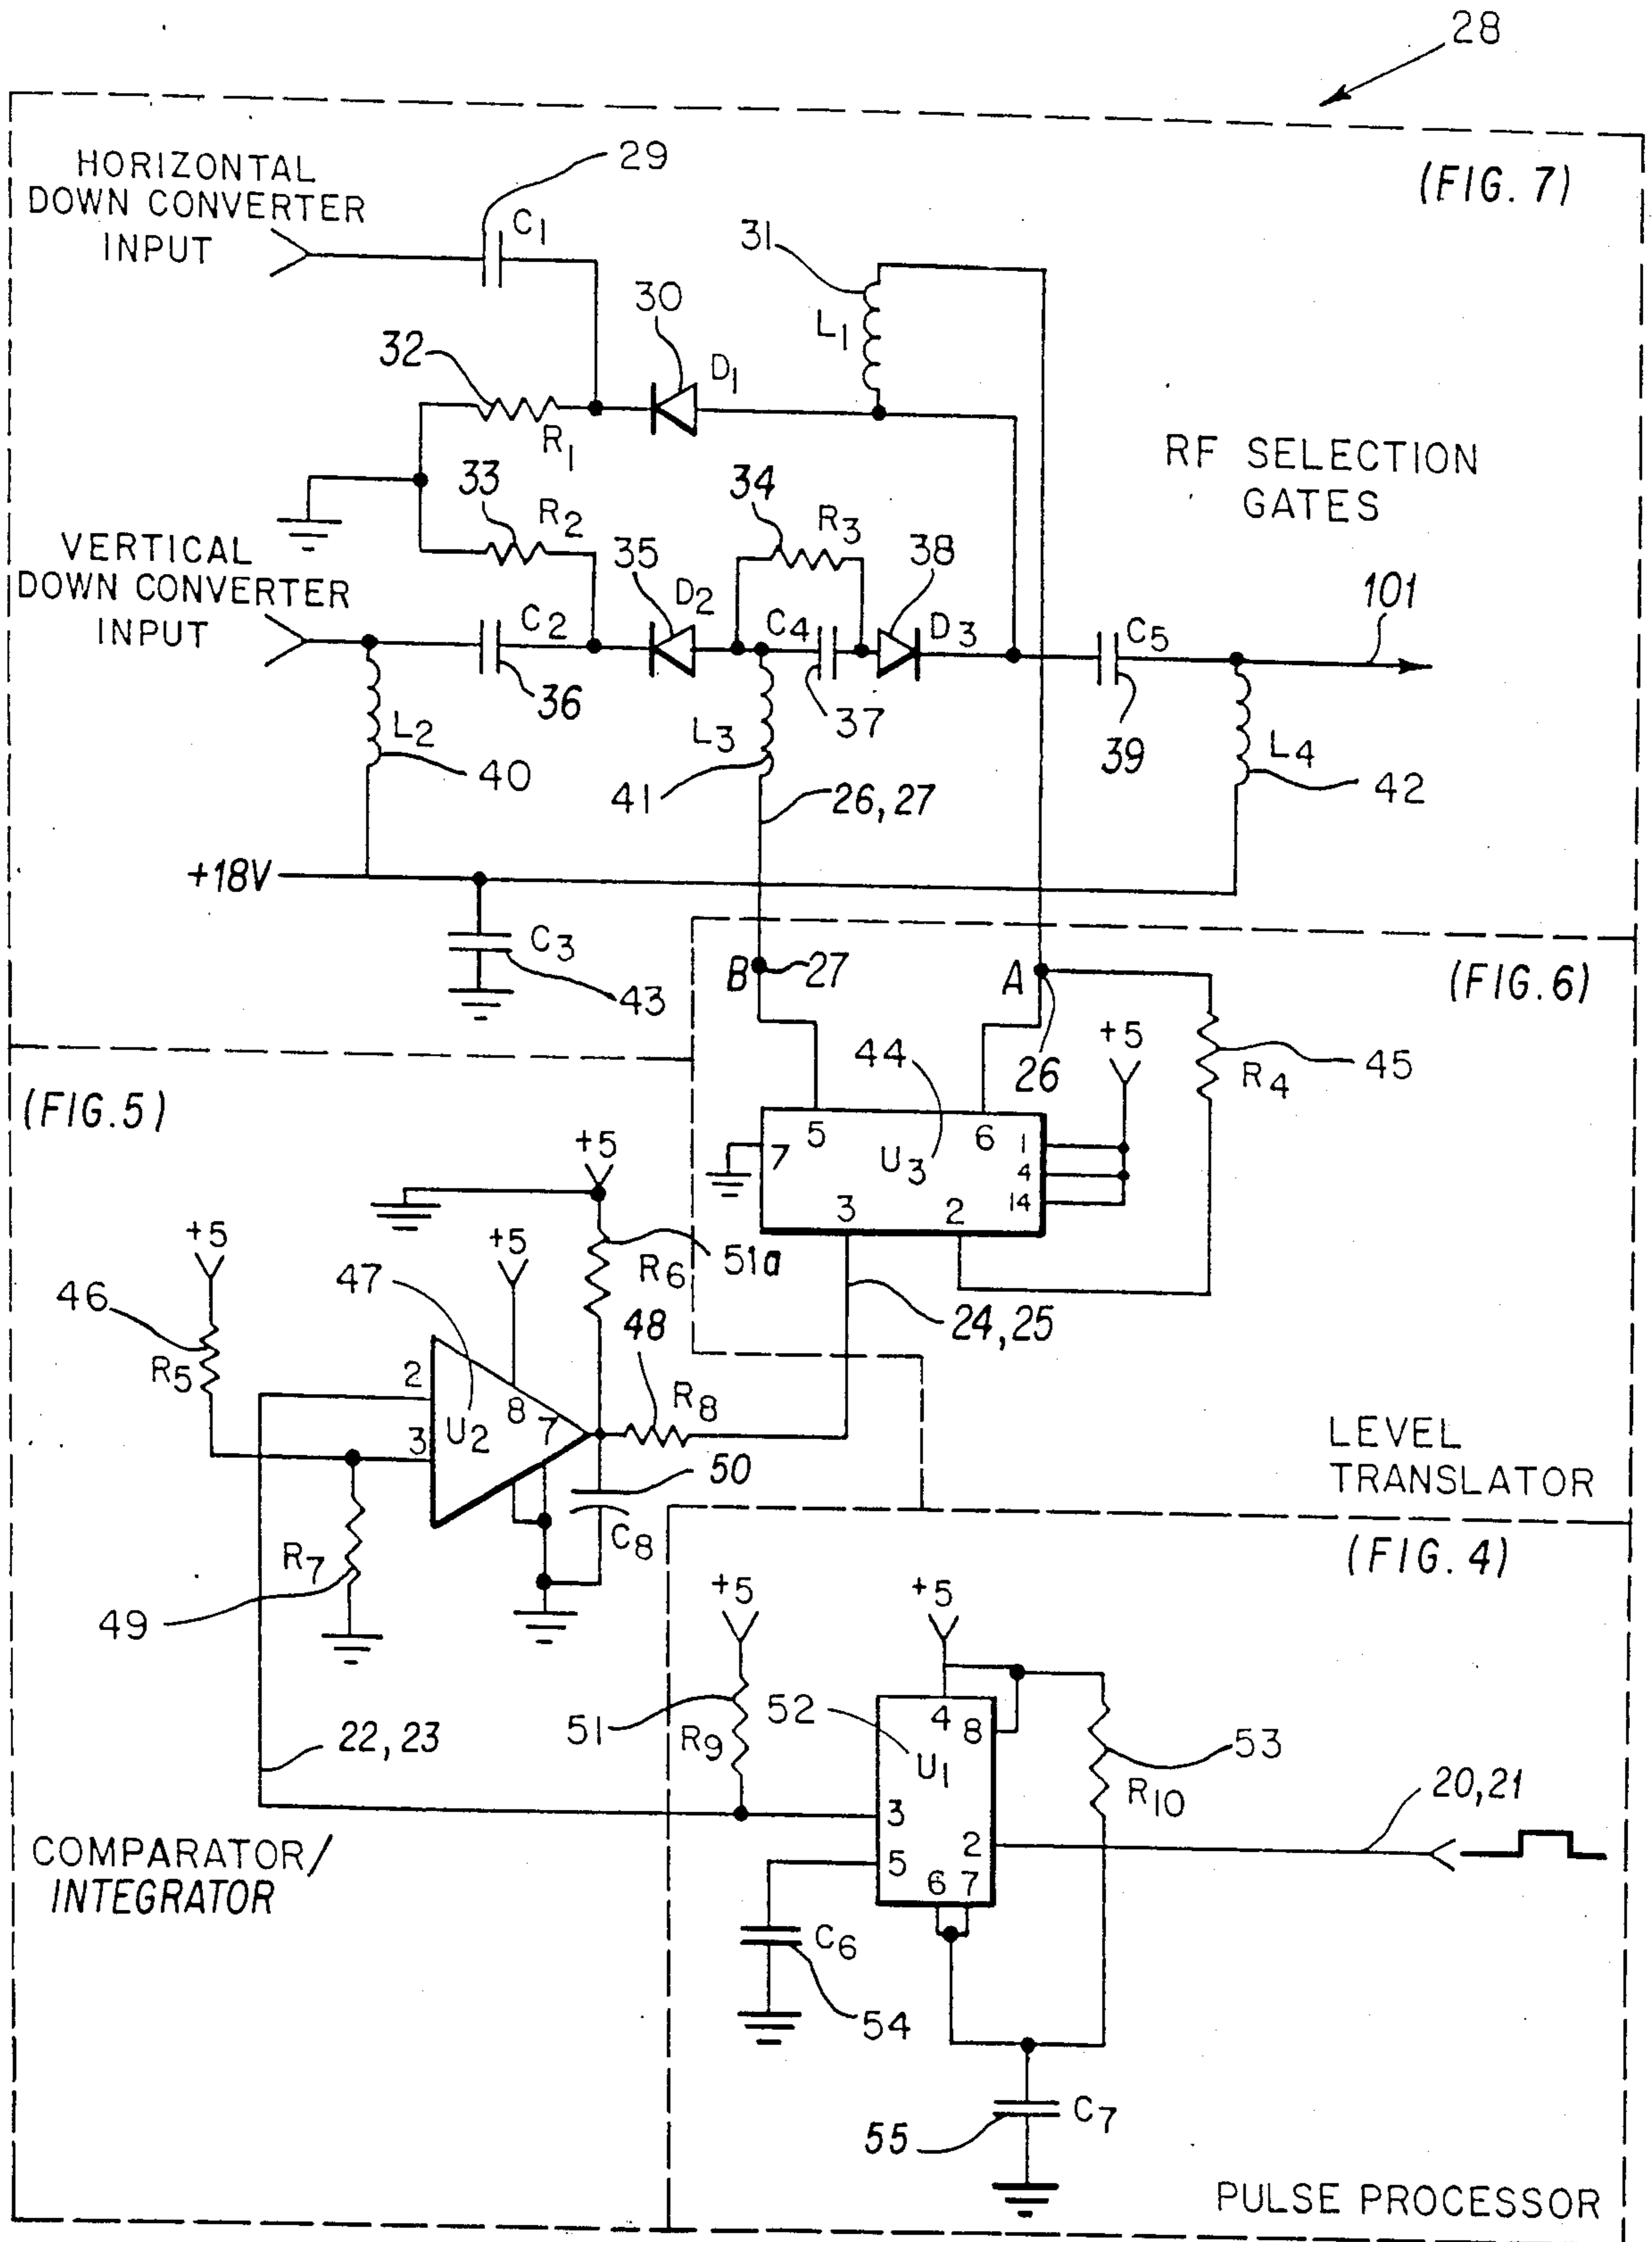 28
(FIG. 7)
HORIZONTAL
DOWN CONVERTER
INPUT
29
C1
31
L1
30
D1
32
R1
RF SELECTION
GATES
33
R2
34
R3
VERTICAL
DOWN CONVERTER
INPUT
35
D2
38
C2
C4
D3
C5
101
36
37
39
L2
40
L3
41
26, 27
L4
42
+18V
C3
43
B
27
A
26
(FIG. 6)
+5
R4
45
44
(FIG. 5)
5
6
7
U3
1
4
14
3
2
+5
+5
+5
51a
R6
46
47
48
24, 25
R5
2
3
U2
8
7
R8
50
C8
R7
49
LEVEL
TRANSLATOR
(FIG. 4)
+5
+5
51
R9
52
4
8
U1
53
R10
22, 23
20, 21
3
2
5
6
7
COMPARATOR/
INTEGRATOR
C6
54
C7
55
PULSE PROCESSOR